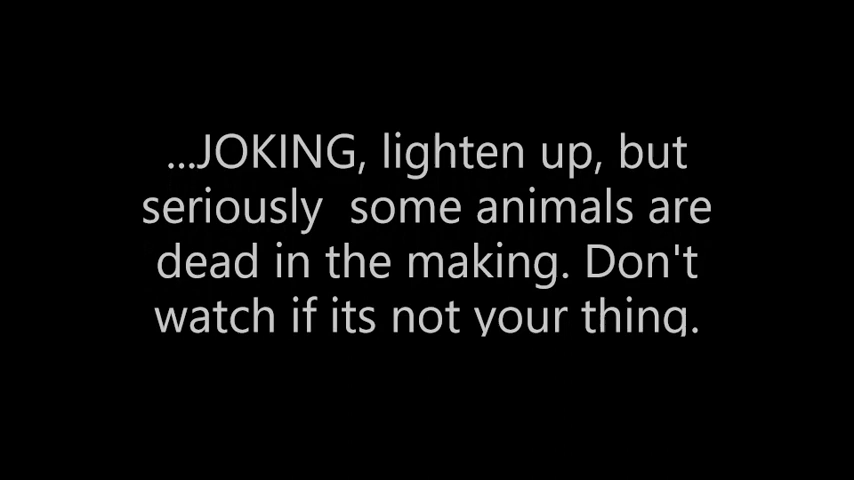 ...JOKING, lighten up, but
seriously  some animals are
dead in the making. Don't
watch if its not your thing.